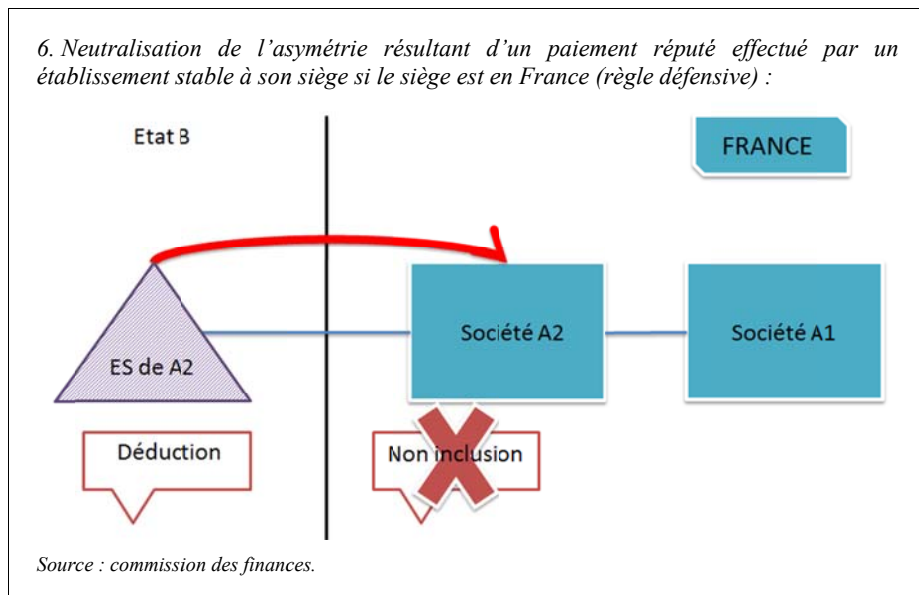 6. Neutralisation de l’asymétrie résultant d’un paiement réputé effectué par un
établissement stable à son siège si le siège est en France (règle défensive) :
Etat B
FRANCE
ES de A2
Société A2
Société A1
Déduction
Non inclusion
Source : commission des finances.